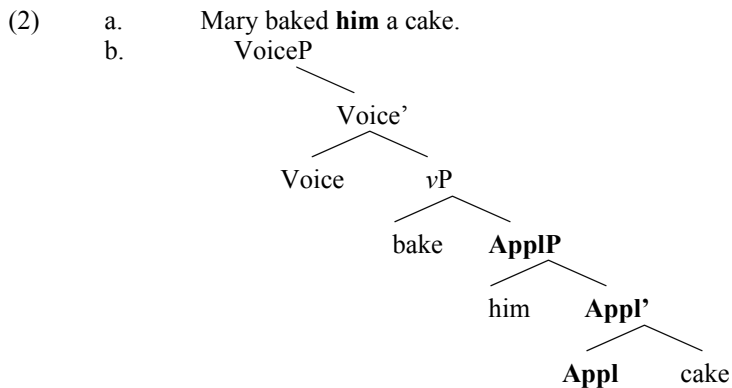 (2) a. Mary baked him a cake.
b. VoiceP
Voice’
Voice vP
bake ApplP
him Appl’
Appl cake